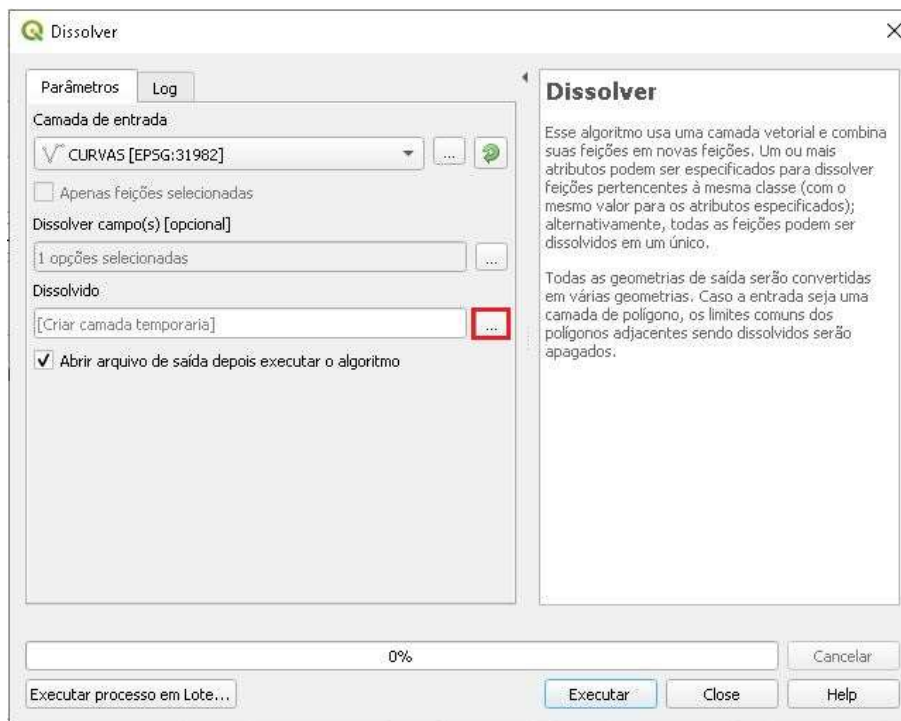 Dissolver
Parâmetros
Log
Camada de entrada
CURVAS [EPSG:31982]
...
Apenas feições selecionadas
Dissolver campo(s) [opcional]
1 opções selecionadas
...
Dissolvido
[Criar camada temporaria]
...
Abrir arquivo de saída depois executar o algoritmo
Dissolver
Esse algoritmo usa uma camada vetorial e combina
suas feições em novas feições. Um ou mais
atributos podem ser especificados para dissolver
feições pertencentes à mesma classe (com o
mesmo valor para os atributos especificados);
alternativamente, todas as feições podem ser
dissolvidos em um único.
Todas as geometrias de saída serão convertidas
em várias geometrias. Caso a entrada seja uma
camada de polígono, os limites comuns dos
polígonos adjacentes sendo dissolvidos serão
apagados.
0%
Cancelar
Executar processo em Lote...
Executar
Close
Help